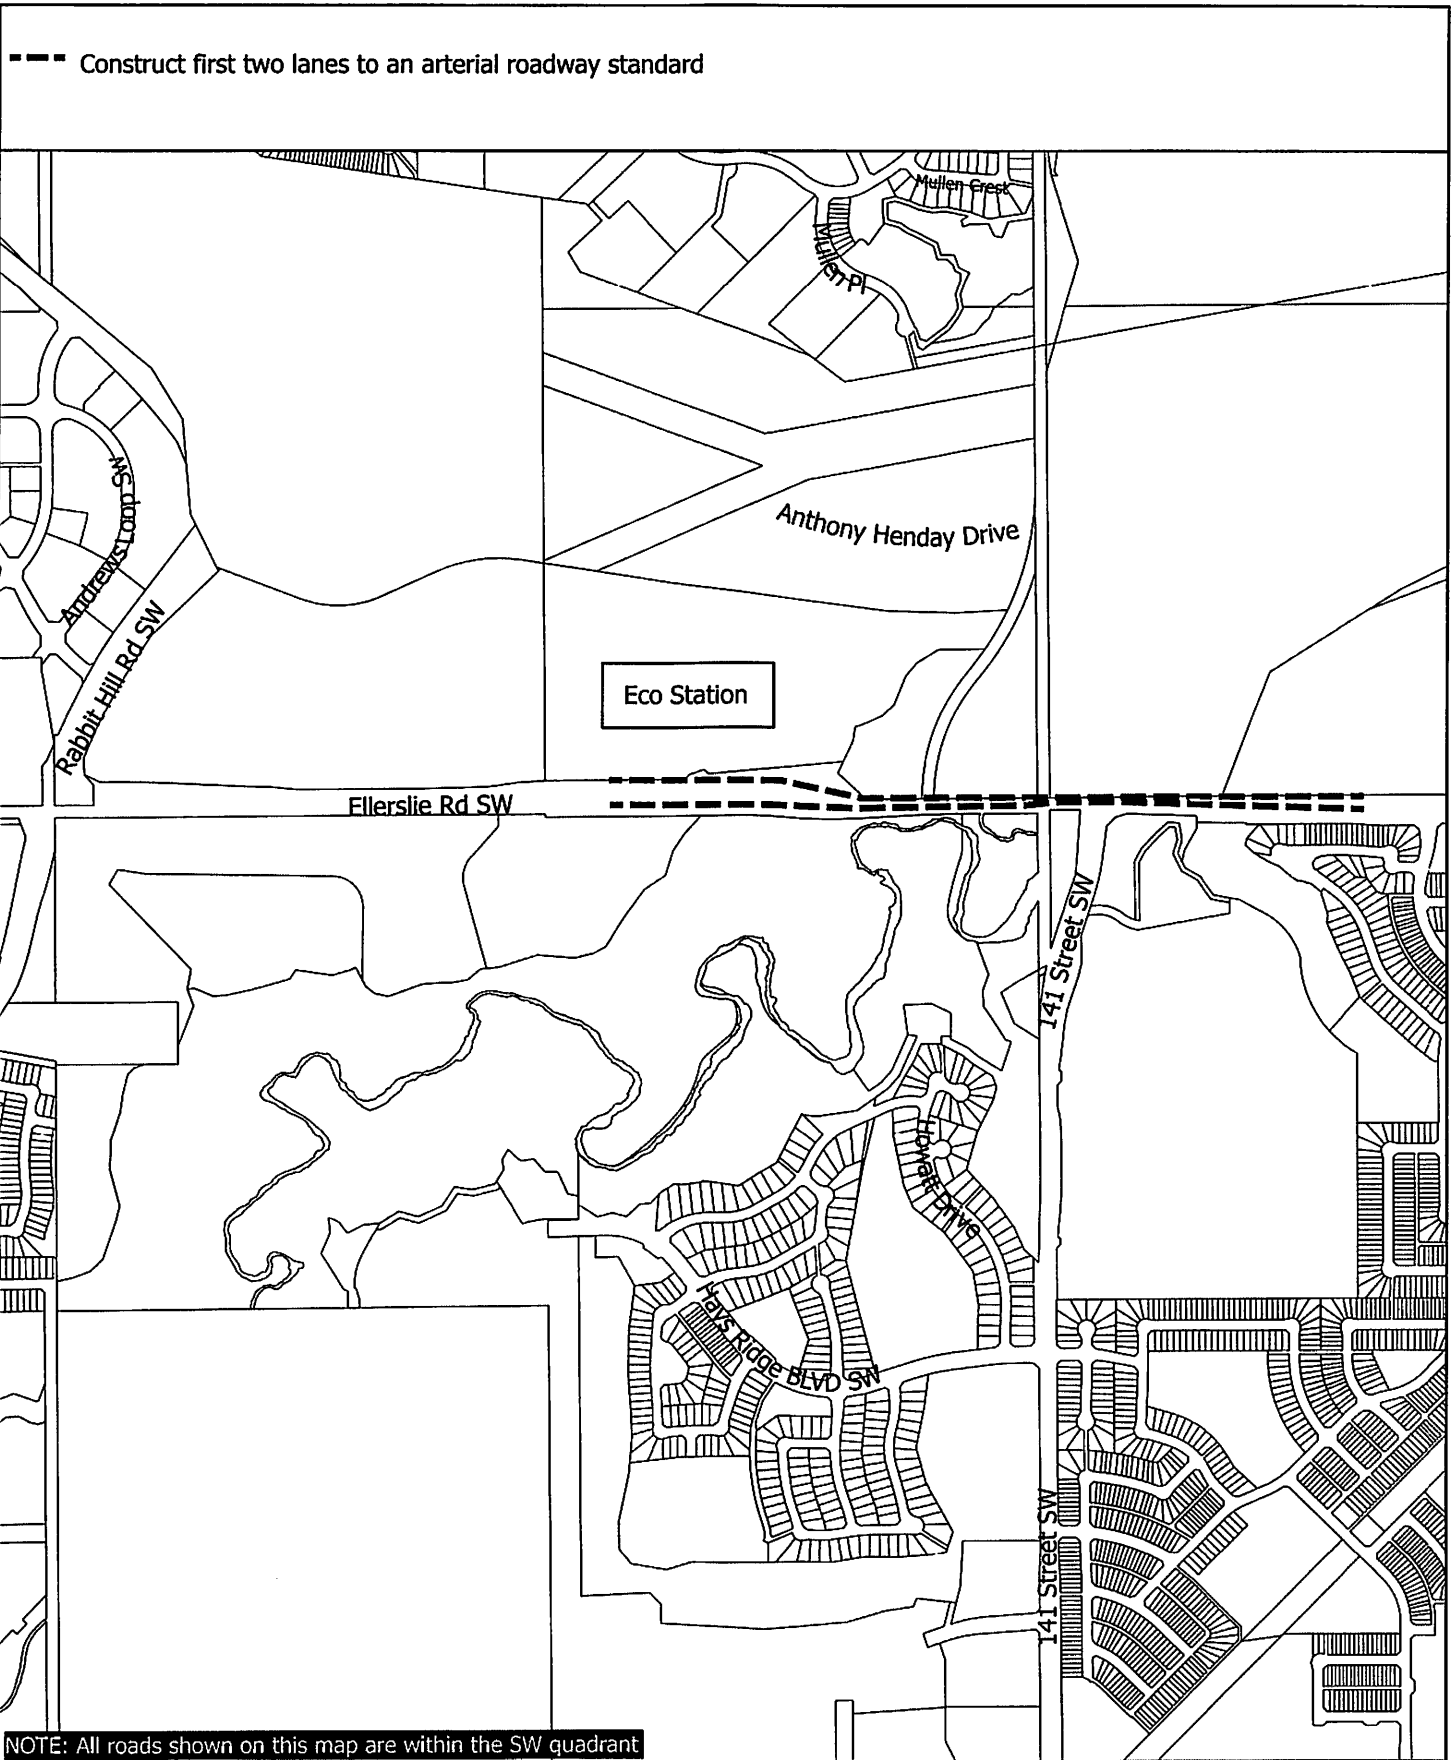 Construct first two lanes to an arterial roadway standard
Mullen Crest
Mullen Pl
Andrews Loop SW
Anthony Henday Drive
Rabbit Hill Rd SW
Eco Station
Ellerslie Rd SW
141 Street SW
Howatt Drive
Hays Ridge BLVD SW
141 Street SW
NOTE: All roads shown on this map are within the SW quadrant